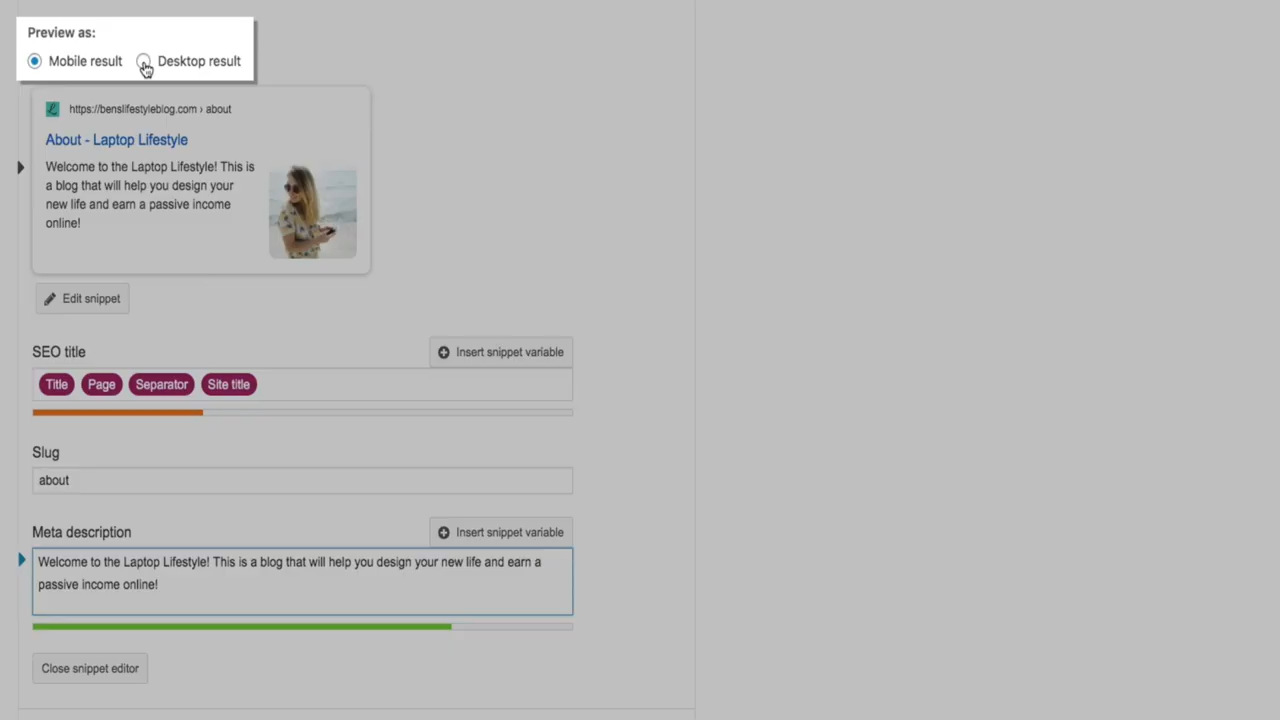 Preview as:
Mobile result Desktop result
https://benslifestyleblog.com › about
About - Laptop Lifestyle
Welcome to the Laptop Lifestyle! This is
a blog that will help you design your
new life and earn a passive income
online!
Edit snippet
SEO title
Insert snippet variable
Title Page Separator Site title
Slug
about
Meta description
Insert snippet variable
Welcome to the Laptop Lifestyle! This is a blog that will help you design your new life and earn a
passive income online!
Close snippet editor